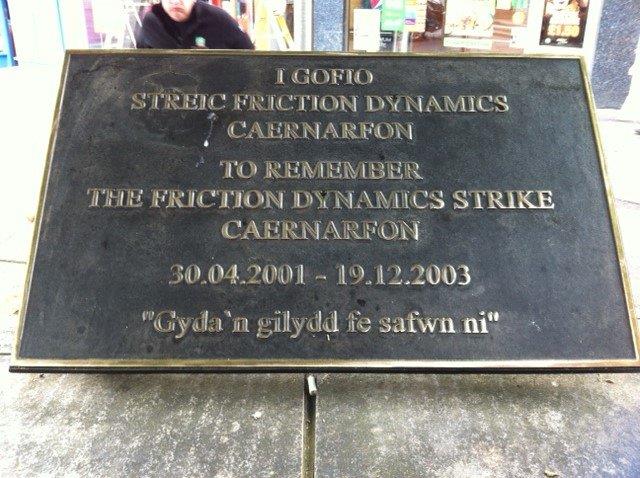 I GOFIO
STREIC FRICTION DYNAMICS
CAERNARFON
TO REMEMBER
THE FRICTION DYNAMICS STRIKE
CAERNARFON
30.04.2001 - 19.12.2003
"Gyda`n gilydd fe safwn ni"